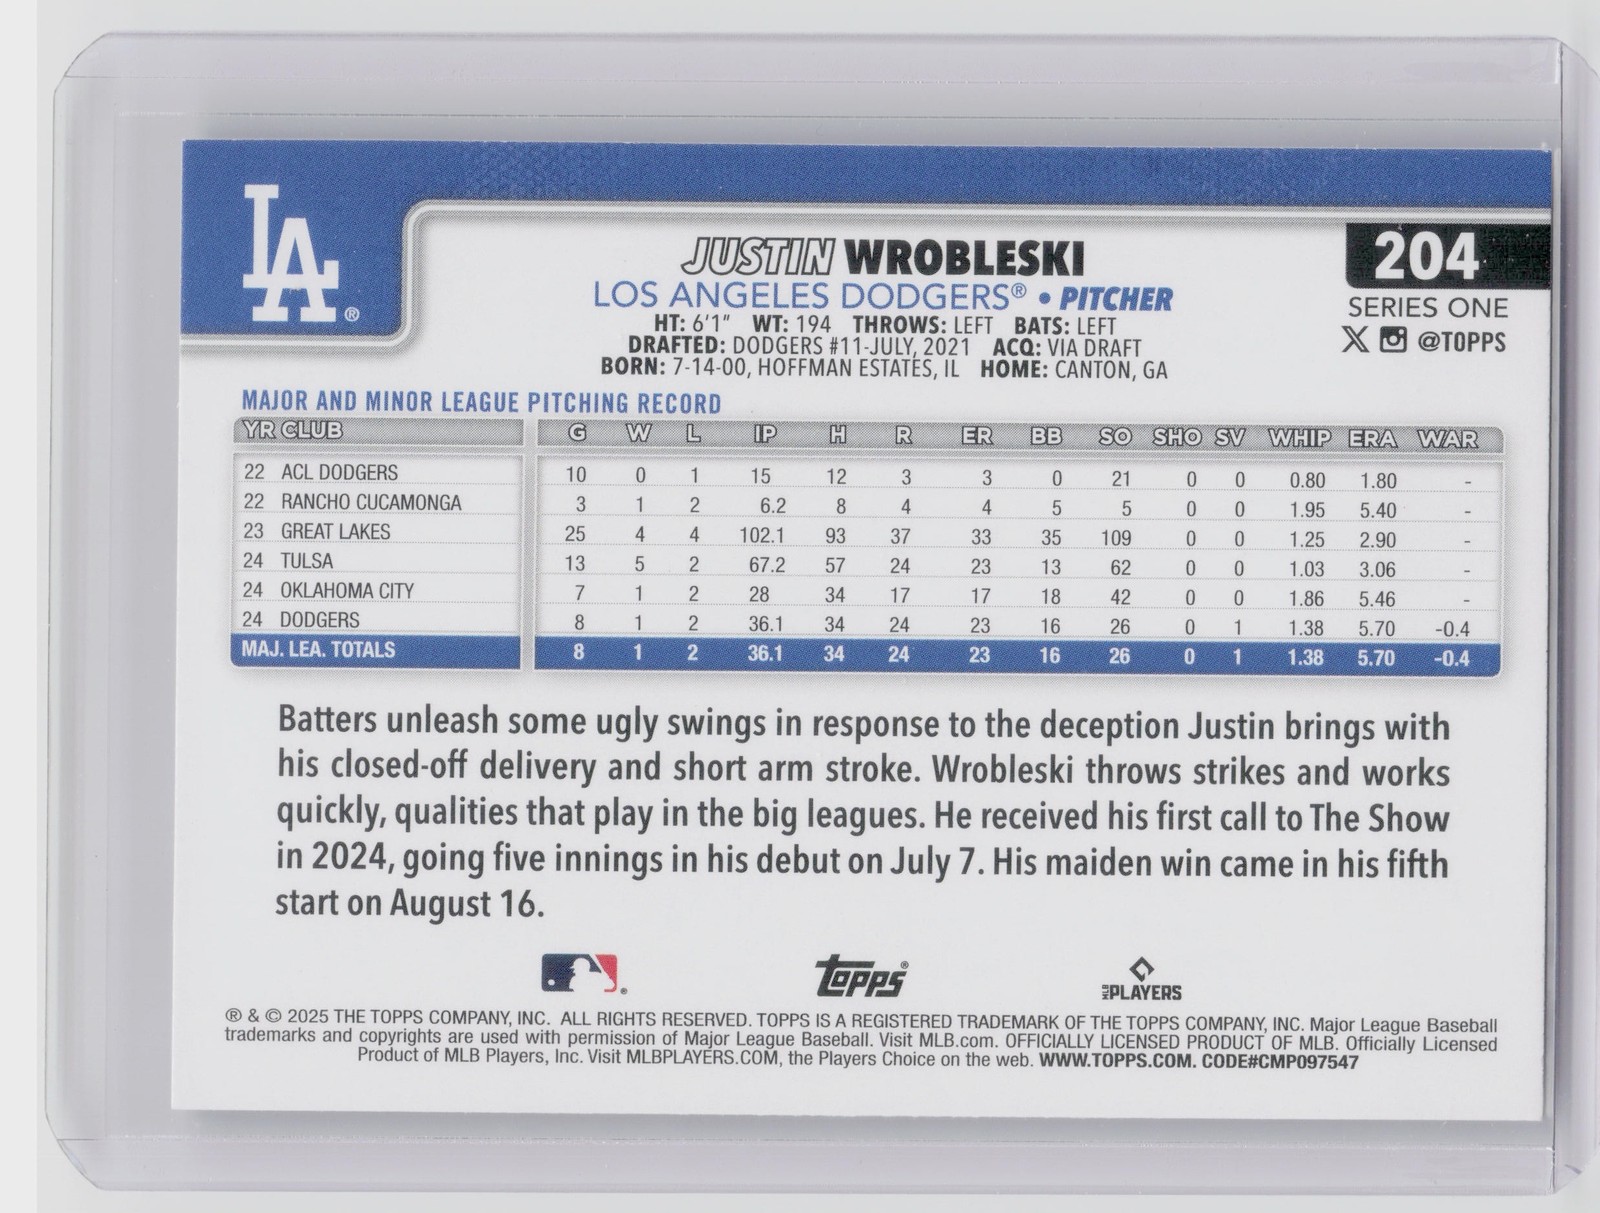 LA®
JUSTIN WROBLESKI
LOS ANGELES DODGERS® • PITCHER
HT: 6'1" WT: 194 THROWS: LEFT BATS: LEFT
DRAFTED: DODGERS #11-JULY, 2021 ACQ: VIA DRAFT
BORN: 7-14-00, HOFFMAN ESTATES, IL HOME: CANTON, GA
204
SERIES ONE
X @TOPPS
MAJOR AND MINOR LEAGUE PITCHING RECORD
YR CLUB G W L IP H R ER BB SO SHO SV WHIP ERA WAR
22 ACL DODGERS 10 0 1 15 12 3 3 0 21 0 0 0.80 1.80 -
22 RANCHO CUCAMONGA 3 1 2 6.2 8 4 4 5 5 0 0 1.95 5.40 -
23 GREAT LAKES 25 4 4 102.1 93 37 33 35 109 0 0 1.25 2.90 -
24 TULSA 13 5 2 67.2 57 24 23 13 62 0 0 1.03 3.06 -
24 OKLAHOMA CITY 7 1 2 28 34 17 17 18 42 0 0 1.86 5.46 -
24 DODGERS 8 1 2 36.1 34 24 23 16 26 0 1 1.38 5.70 -0.4
MAJ. LEA. TOTALS 8 1 2 36.1 34 24 23 16 26 0 1 1.38 5.70 -0.4
Batters unleash some ugly swings in response to the deception Justin brings with
his closed-off delivery and short arm stroke. Wrobleski throws strikes and works
quickly, qualities that play in the big leagues. He received his first call to The Show
in 2024, going five innings in his debut on July 7. His maiden win came in his fifth
start on August 16.
® Topps® MLB PLAYERS
® & © 2025 THE TOPPS COMPANY, INC. ALL RIGHTS RESERVED. TOPPS IS A REGISTERED TRADEMARK OF THE TOPPS COMPANY, INC. Major League Baseball
trademarks and copyrights are used with permission of Major League Baseball. Visit MLB.com. OFFICIALLY LICENSED PRODUCT OF MLB. Officially Licensed
Product of MLB Players, Inc. Visit MLBPLAYERS.COM, the Players Choice on the web. WWW.TOPPS.COM. CODE#CMP097547